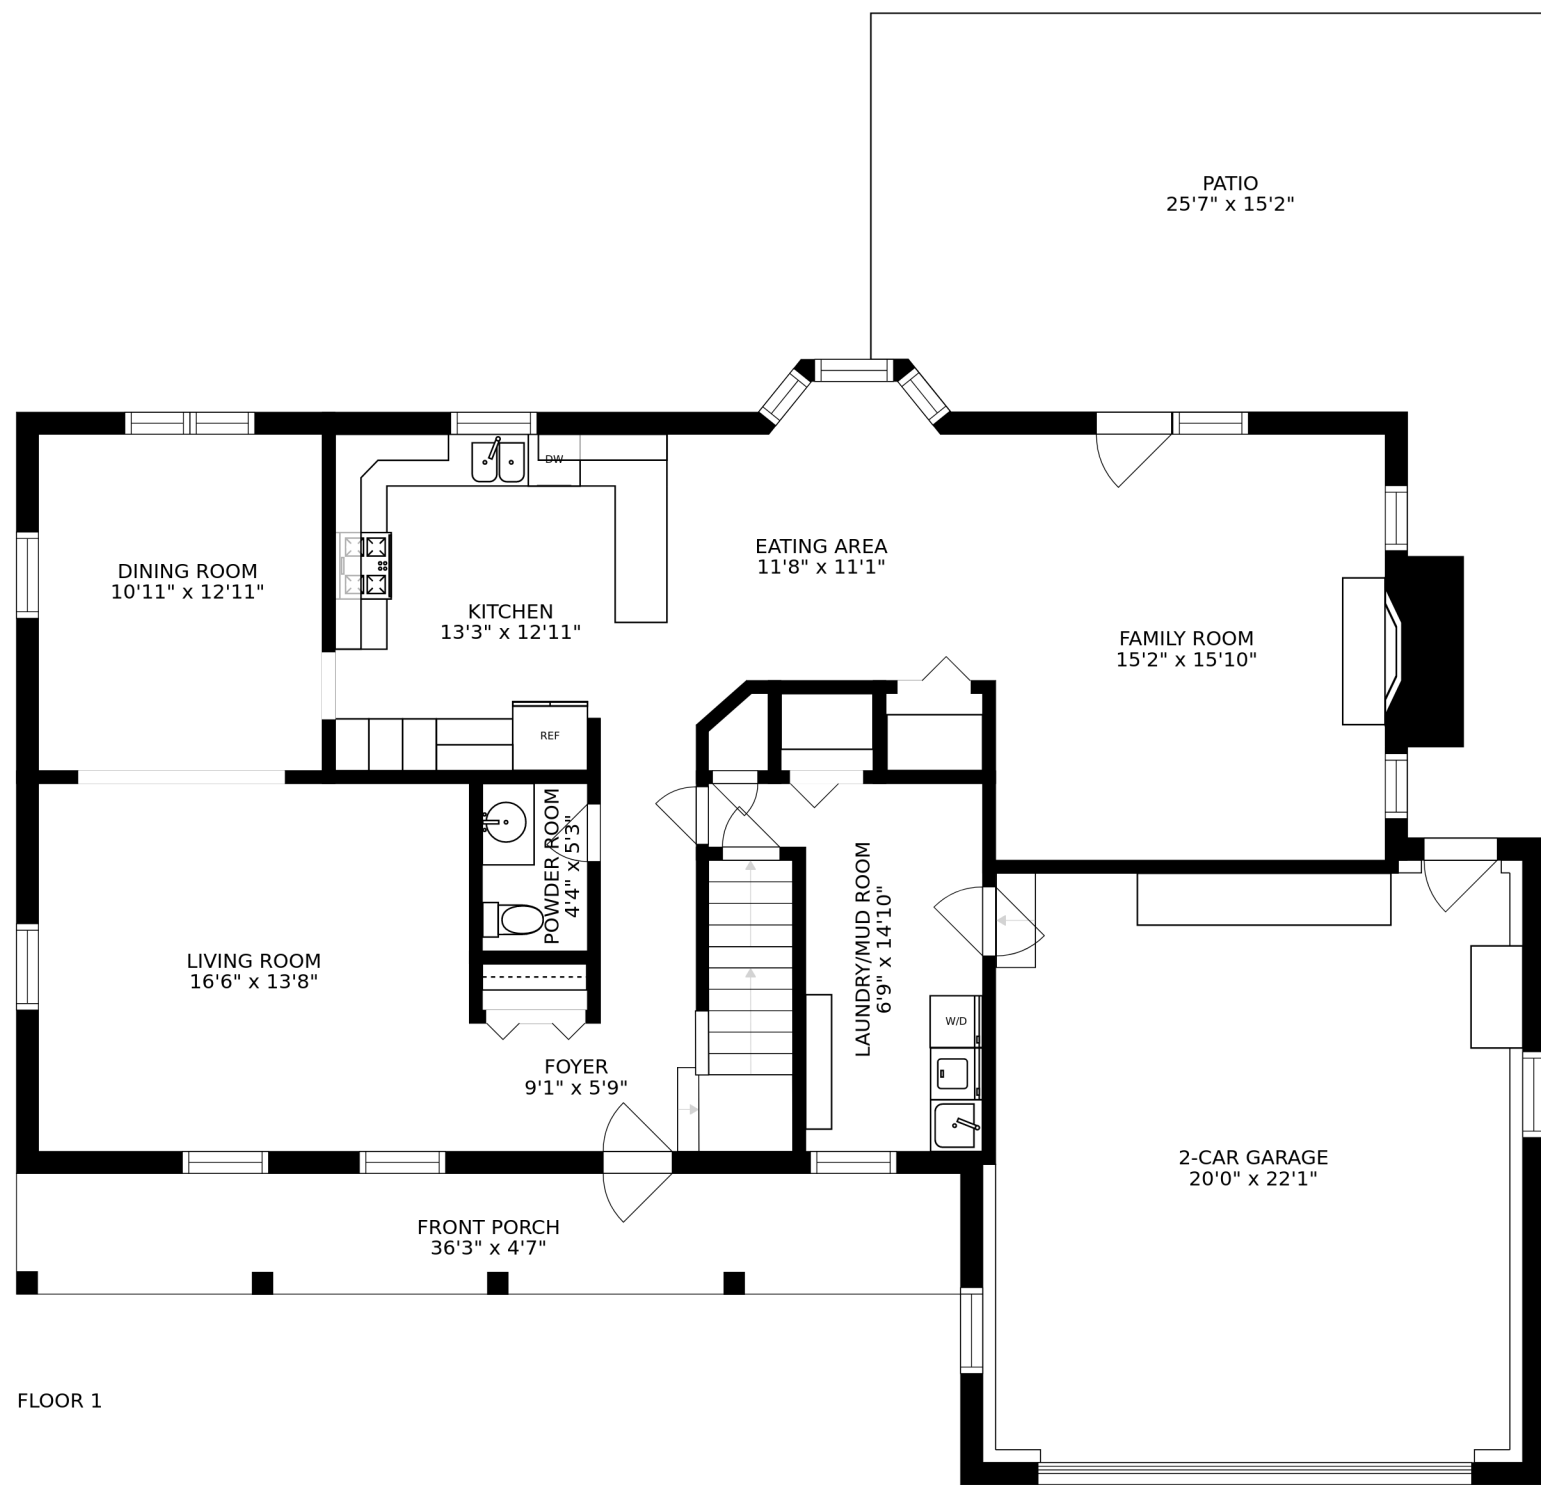 PATIO
25'7" x 15'2"
DW
EATING AREA
11'8" x 11'1"
DINING ROOM
10'11" x 12'11"
KITCHEN
13'3" x 12'11"
FAMILY ROOM
15'2" x 15'10"
REF
POWDER ROOM
4'4" x 5'3"
LAUNDRY/MUD ROOM
6'9" x 14'10"
LIVING ROOM
16'6" x 13'8"
W/D
FOYER
9'1" x 5'9"
2-CAR GARAGE
20'0" x 22'1"
FRONT PORCH
36'3" x 4'7"
FLOOR 1